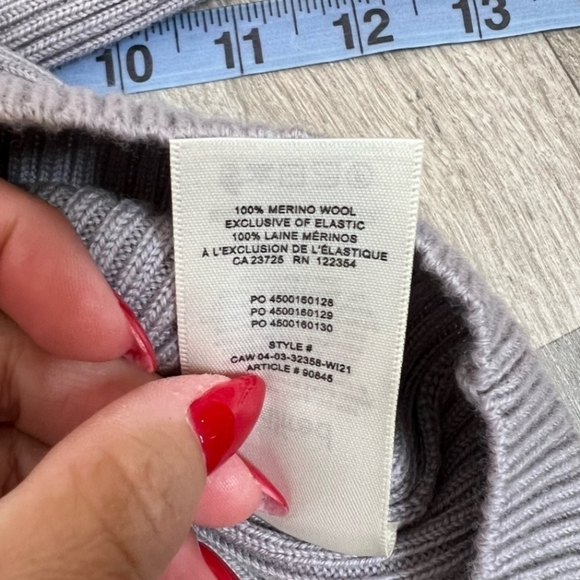 10
11
12
13
100% MERINO WOOL
EXCLUSIVE OF ELASTIC
100% LAINE MÉRINOS
À L'EXCLUSION DE L'ÉLASTIQUE
CA 23725 RN 122354
PO 4500160128
PO 4500160129
PO 4500160130
STYLE #
CAW 04-03-32358-WI21
ARTICLE # 90845